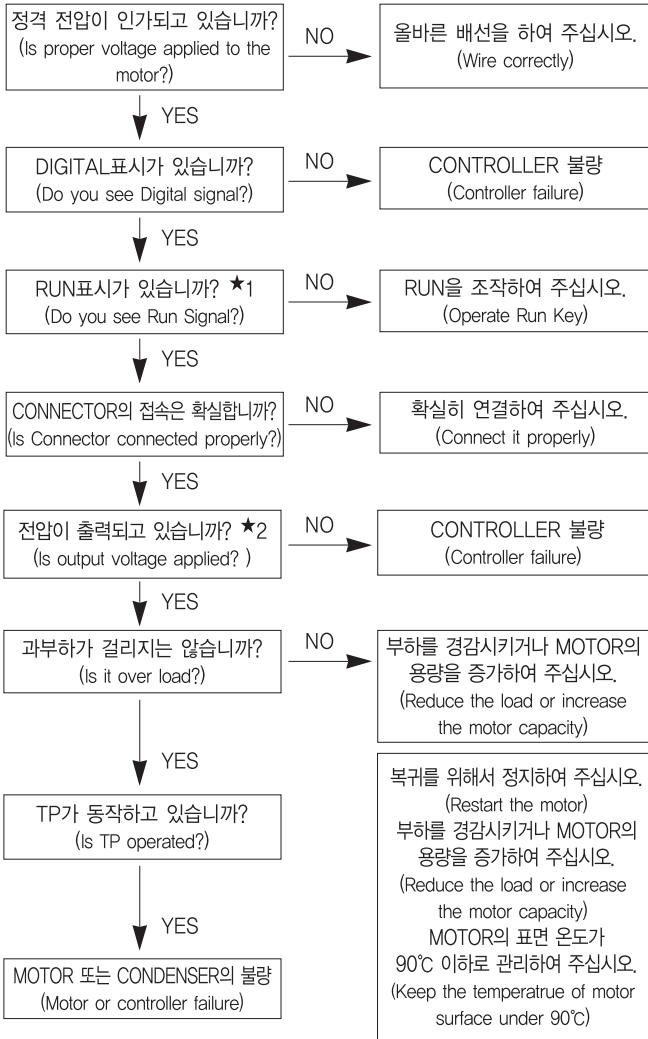 정격 전압이 인가되고 있습니까?
(Is proper voltage applied to the
motor?)
NO
올바른 배선을 하여 주십시오.
(Wire correctly)
YES
DIGITAL표시가 있습니까?
(Do you see Digital signal?)
NO
CONTROLLER 불량
(Controller failure)
YES
RUN표시가 있습니까? ★1
(Do you see Run Signal?)
NO
RUN을 조작하여 주십시오.
(Operate Run Key)
YES
CONNECTOR의 접속은 확실합니까?
(Is Connector connected properly?)
NO
확실히 연결하여 주십시오.
(Connect it properly)
YES
전압이 출력되고 있습니까? ★2
(Is output voltage applied? )
NO
CONTROLLER 불량
(Controller failure)
YES
과부하가 걸리지는 않습니까?
(Is it over load?)
NO
부하를 경감시키거나 MOTOR의
용량을 증가하여 주십시오.
(Reduce the load or increase
the motor capacity)
YES
TP가 동작하고 있습니까?
(Is TP operated?)
복귀를 위해서 정지하여 주십시오.
(Restart the motor)
부하를 경감시키거나 MOTOR의
용량을 증가하여 주십시오.
(Reduce the load or increase
the motor capacity)
MOTOR의 표면 온도가
90℃ 이하로 관리하여 주십시오.
(Keep the temperatrue of motor
surface under 90℃)
YES
MOTOR 또는 CONDENSER의 불량
(Motor or controller failure)